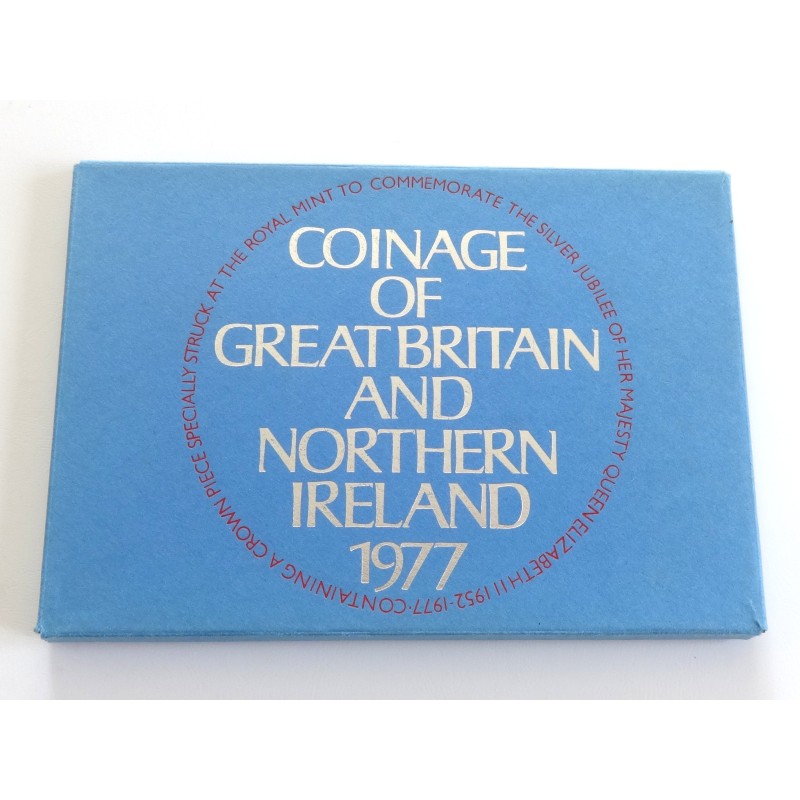 COINAGE
OF
GREAT BRITAIN
AND
NORTHERN
IRELAND
1977
CONTAINING A CROWN PIECE SPECIALLY STRUCK AT THE ROYAL MINT TO COMMEMORATE THE SILVER JUBILEE OF HER MAJESTY QUEEN ELIZABETH II 1952-1977·